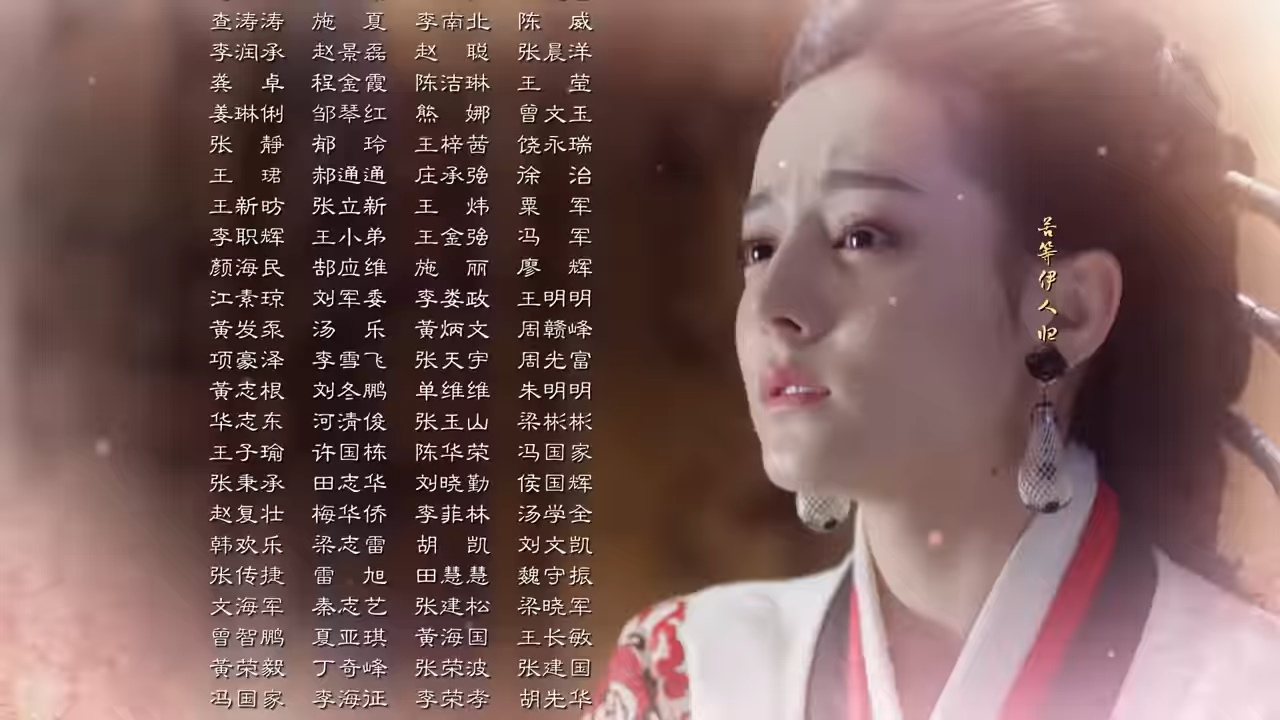 查涛涛 施 夏 李南北 陈 威
李润承 赵景磊 赵 聪 张晨洋
龚 卓 程金霞 陈洁琳 王 莹
姜琳俐 邹琴红 熊 娜 曾文玉
张 静 郁 玲 王梓茜 饶永瑞
王 珺 郝通通 庄承强 徐 治
王新昉 张立新 王 炜 粟 军
李职辉 王小弟 王金强 冯 军
颜海民 郜应维 施 丽 廖 辉
江素琼 刘军委 李娄政 王明明
黄发泵 汤 乐 黄炳文 周赣峰
项豪泽 李雪飞 张天宇 周光富
黄志根 刘冬鹏 单维维 朱明明
华志东 河清俊 张玉山 梁彬彬
王子瑜 许国栋 陈华荣 冯国家
张秉承 田志华 刘晓勤 侯国辉
赵复壮 梅华侨 李菲林 汤学全
韩欢乐 梁志雷 胡 凯 刘文凯
张传捷 雷 旭 田慧慧 魏守振
文海军 秦志艺 张建松 梁晓军
曾智鹏 夏亚琪 黄海国 王长敏
黄荣毅 丁奇峰 张荣波 张建国
冯国家 李海证 李荣孝 胡先华
苦等伊人归